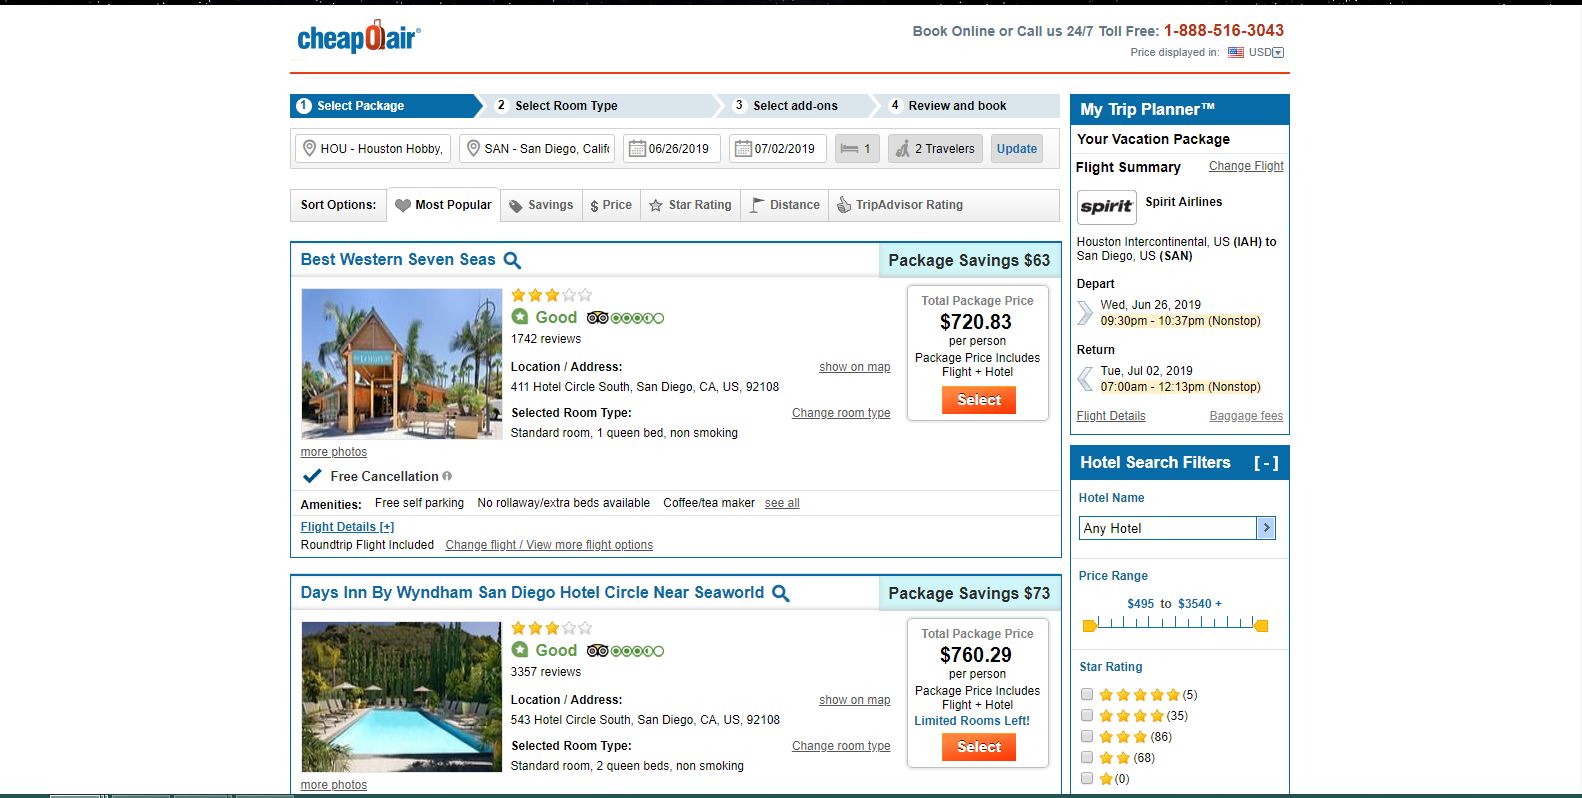 cheapOair®
Book Online or Call us 24/7 Toll Free: 1-888-516-3043
Price displayed in: USD
1 Select Package
2 Select Room Type
3 Select add-ons
4 Review and book
HOU - Houston Hobby,
SAN - San Diego, Califo
06/26/2019
07/02/2019
1
2 Travelers
Update
Sort Options:
Most Popular
Savings
$ Price
Star Rating
Distance
TripAdvisor Rating
Best Western Seven Seas
Package Savings $63
Good
1742 reviews
Location / Address:
show on map
411 Hotel Circle South, San Diego, CA, US, 92108
Selected Room Type:
Change room type
Standard room, 1 queen bed, non smoking
more photos
Total Package Price
$720.83
per person
Package Price Includes
Flight + Hotel
Select
Free Cancellation
Amenities: Free self parking No rollaway/extra beds available Coffee/tea maker see all
Flight Details [+]
Roundtrip Flight Included Change flight / View more flight options
Days Inn By Wyndham San Diego Hotel Circle Near Seaworld
Package Savings $73
Good
3357 reviews
Location / Address:
show on map
543 Hotel Circle South, San Diego, CA, US, 92108
Selected Room Type:
Change room type
Standard room, 2 queen beds, non smoking
more photos
Total Package Price
$760.29
per person
Package Price Includes
Flight + Hotel
Limited Rooms Left!
Select
My Trip Planner™
Your Vacation Package
Flight Summary
Change Flight
spirit
Spirit Airlines
Houston Intercontinental, US (IAH) to
San Diego, US (SAN)
Depart
Wed, Jun 26, 2019
09:30pm - 10:37pm (Nonstop)
Return
Tue, Jul 02, 2019
07:00am - 12:13pm (Nonstop)
Flight Details
Baggage fees
Hotel Search Filters [ - ]
Hotel Name
Any Hotel
Price Range
$495 to $3540 +
Star Rating
(5)
(35)
(86)
(68)
(0)